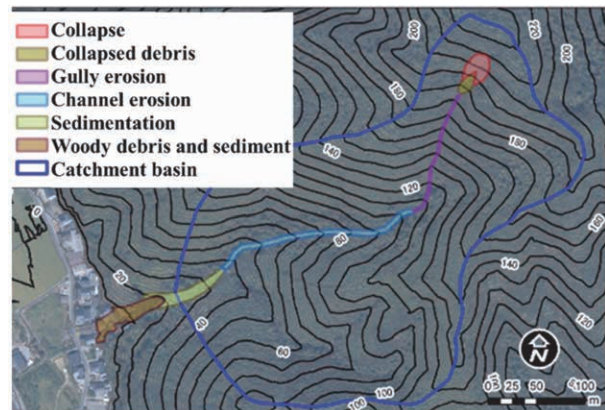 Collapse
Collapsed debris
Gully erosion
Channel erosion
Sedimentation
Woody debris and sediment
Catchment basin
200
220
200
180
180
140
120
160
80
140
120
0
20
40
60
100
100
N
0 25 50 100
m